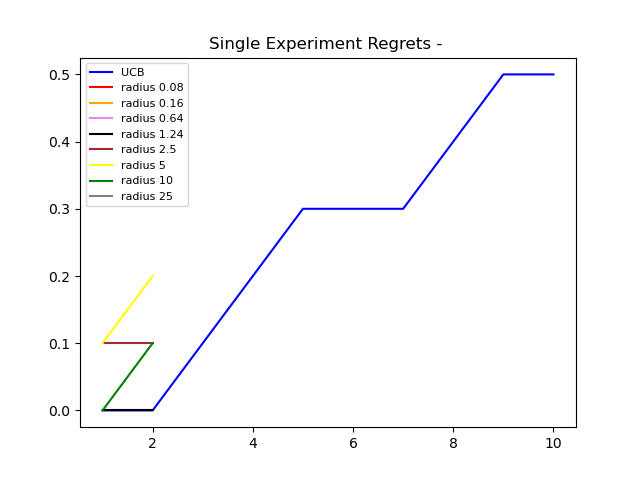 Single Experiment Regrets -
UCB
radius 0.08
radius 0.16
radius 0.64
radius 1.24
radius 2.5
radius 5
radius 10
radius 25
0.5
0.4
0.3
0.2
0.1
0.0
2 4 6 8 10